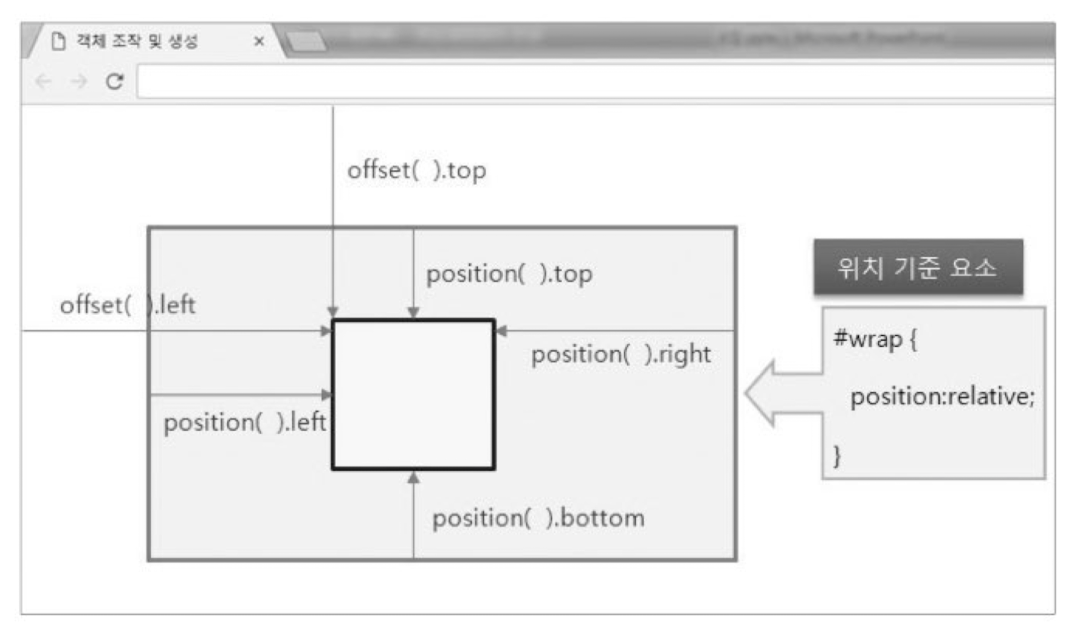 객체 조작 및 생성
offset( ).top
position( ).top
위치 기준 요소
offset( ).left
#wrap {
position( ).right
position:relative;
position( ).left
}
position( ).bottom